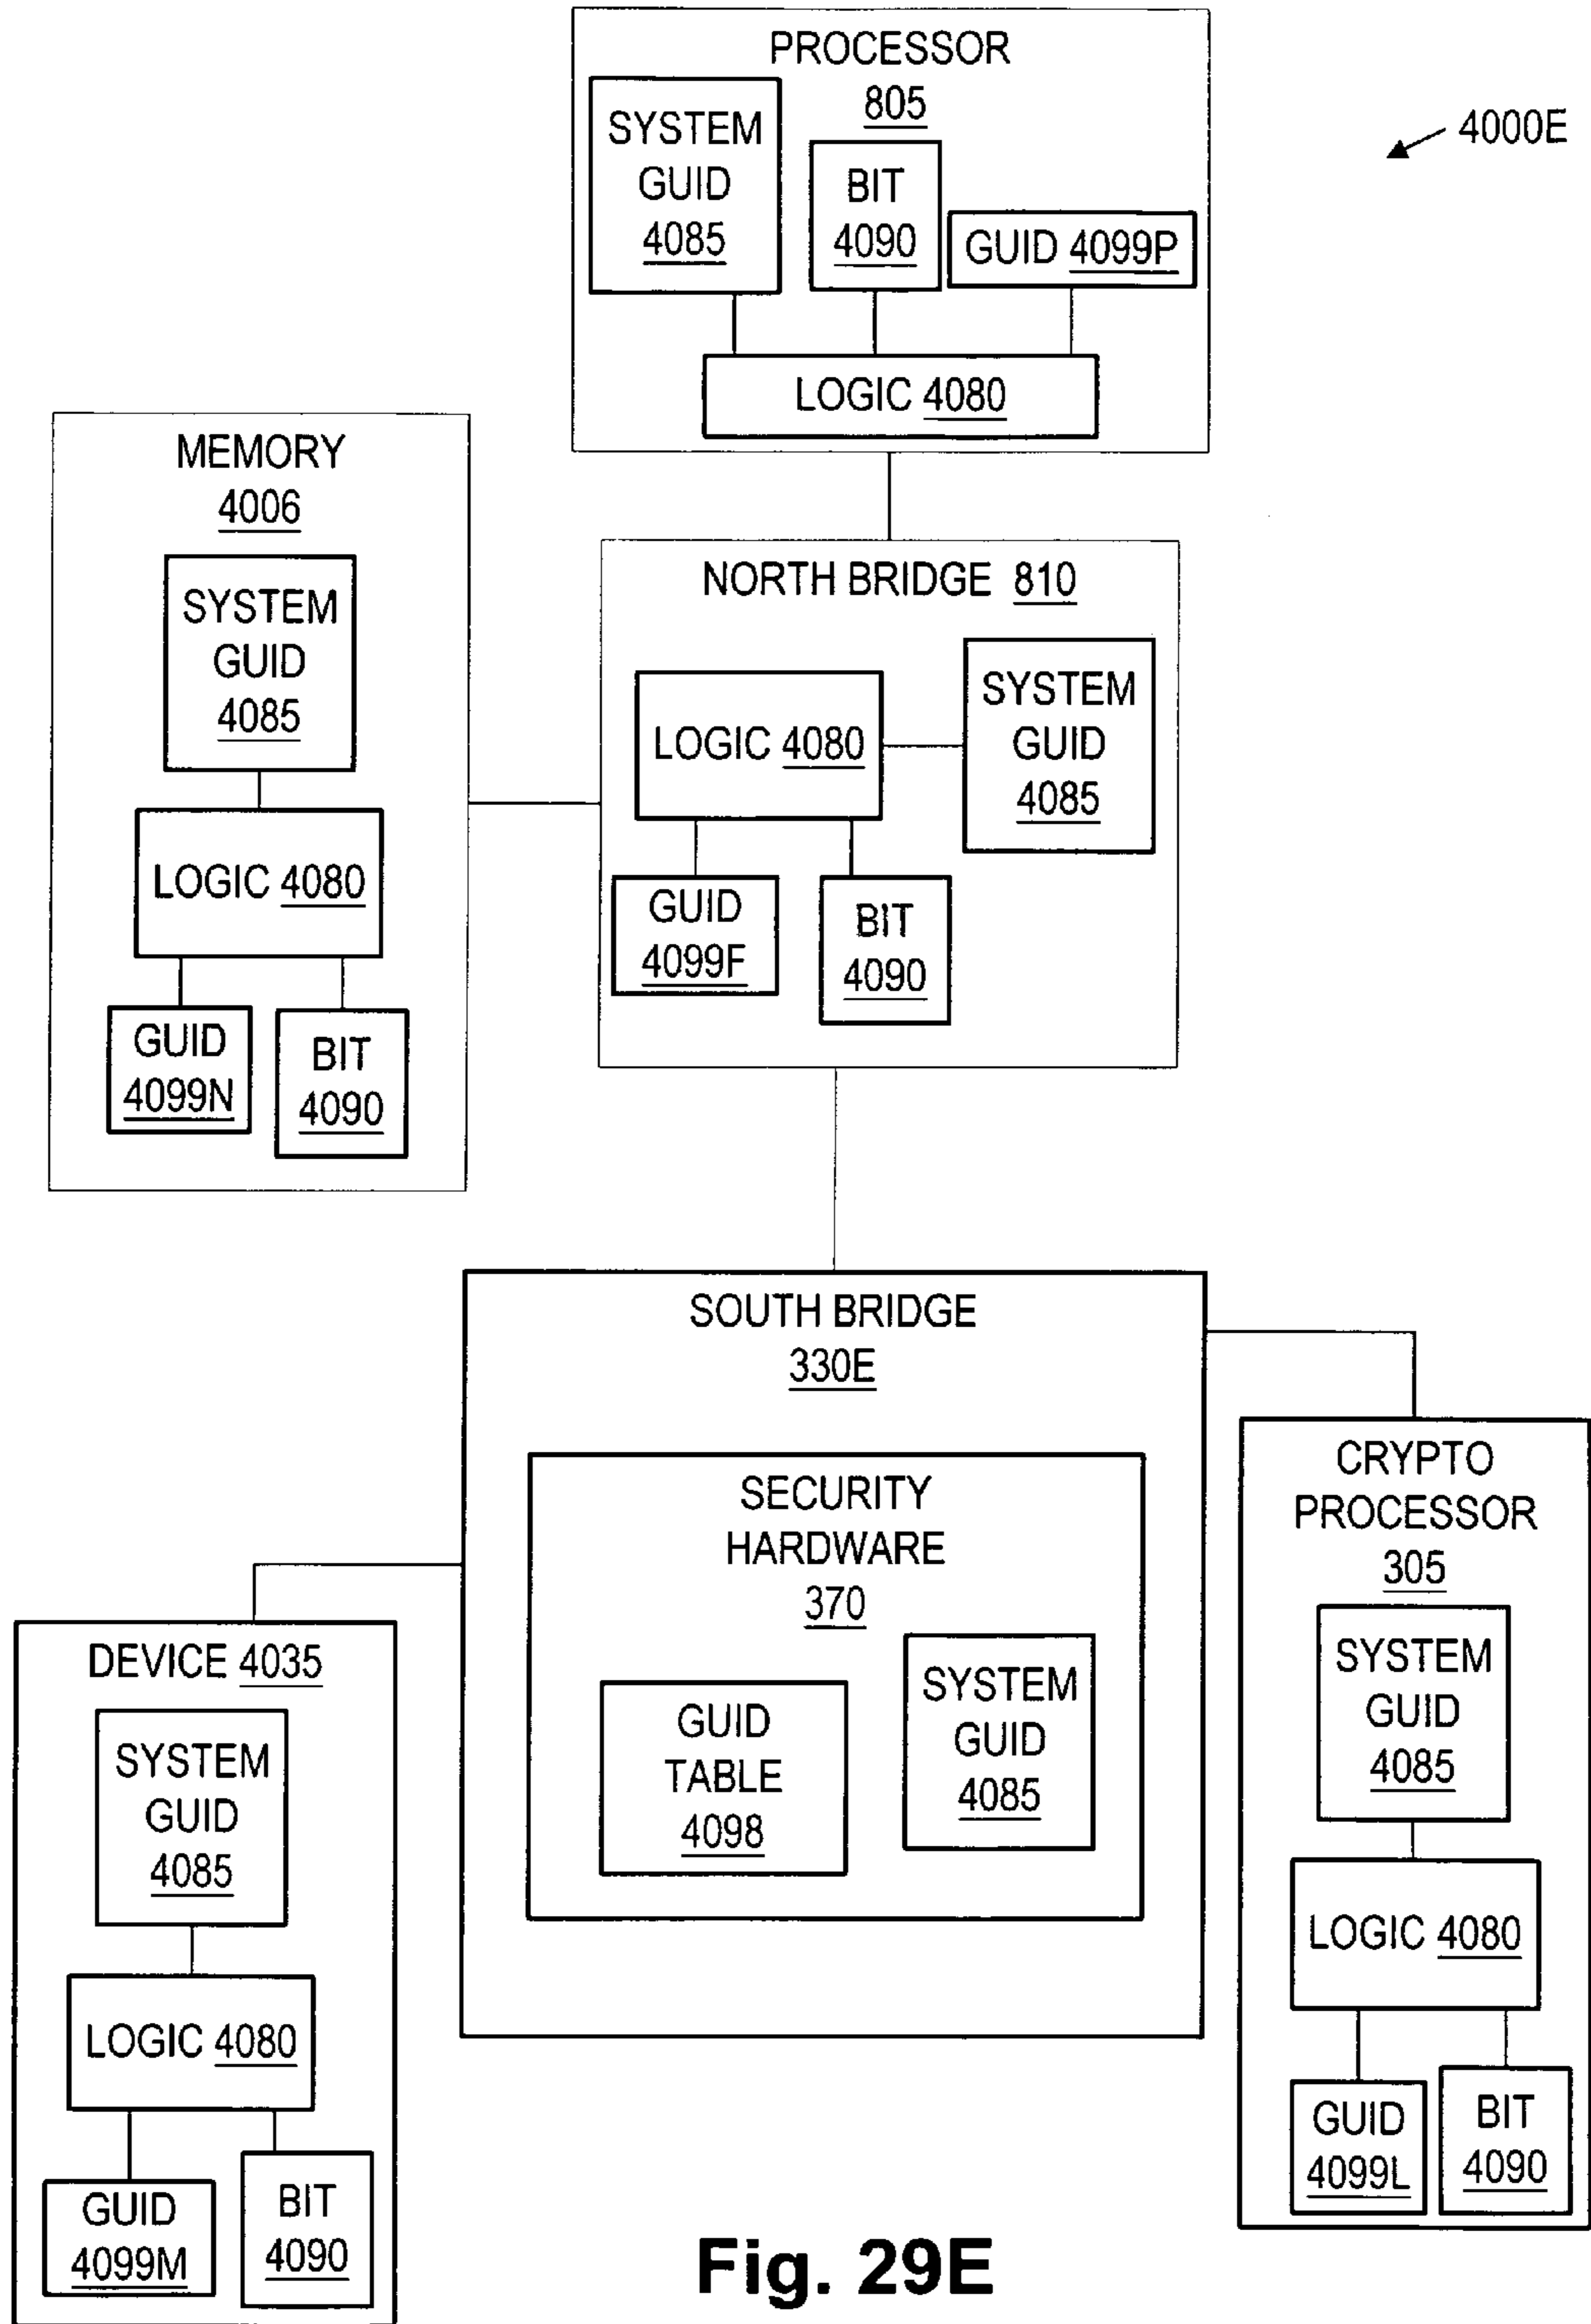 PROCESSOR
805
SYSTEM
GUID
4085
BIT
4090
GUID 4099P
LOGIC 4080
4000E
MEMORY
4006
SYSTEM
GUID
4085
LOGIC 4080
GUID
4099N
BIT
4090
NORTH BRIDGE 810
LOGIC 4080
SYSTEM
GUID
4085
GUID
4099F
BIT
4090
SOUTH BRIDGE
330E
SECURITY
HARDWARE
370
GUID
TABLE
4098
SYSTEM
GUID
4085
CRYPTO
PROCESSOR
305
SYSTEM
GUID
4085
LOGIC 4080
GUID
4099L
BIT
4090
DEVICE 4035
SYSTEM
GUID
4085
LOGIC 4080
GUID
4099M
BIT
4090
Fig. 29E